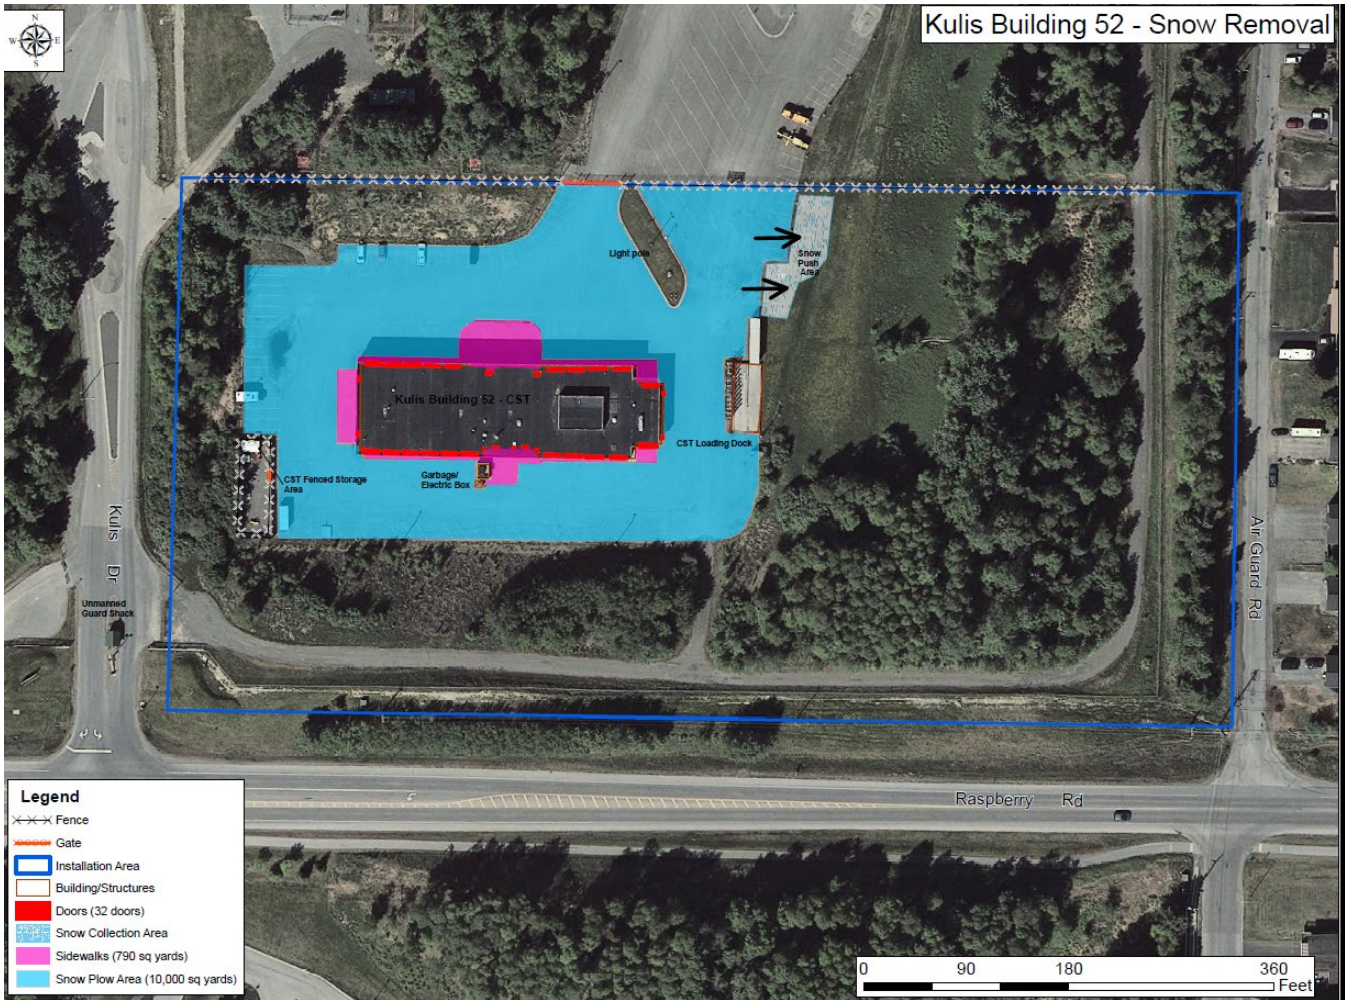 Kulis Building 52 - Snow Removal
N
W E
S
Light pole
Snow
Push
Area
Kulis Building 52 - CST
CST Loading Dock
CST Fenced Storage
Area
Garbage/
Electric Box
Kulis Dr
Air Guard Rd
Unmanned
Guard Shack
Raspberry Rd
Legend
Fence
Gate
Installation Area
Building/Structures
Doors (32 doors)
Snow Collection Area
Sidewalks (790 sq yards)
Snow Plow Area (10,000 sq yards)
0 90 180 360
Feet